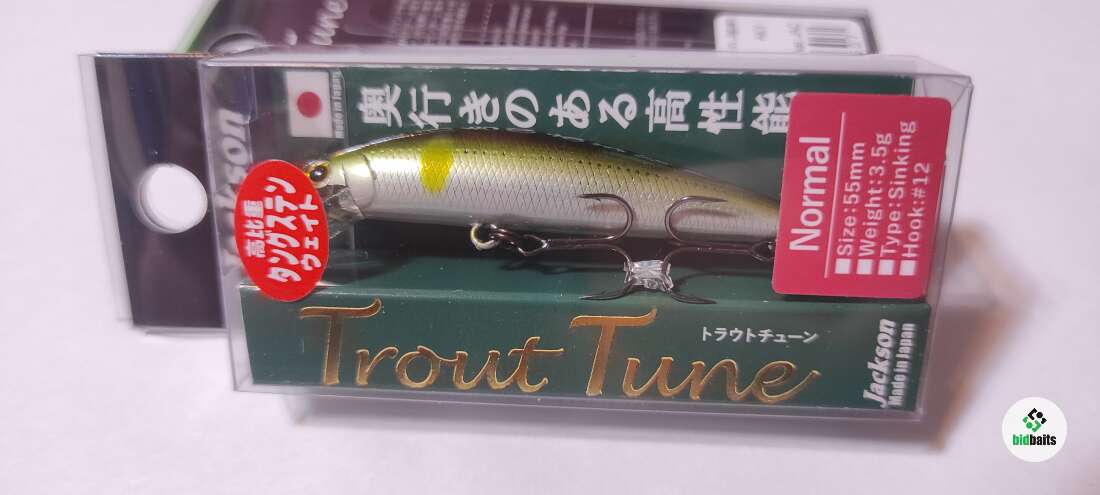 Tune
Jackson
Made in Japan
奥行きのある高性能
高比重
タングステン
ウェイト
Normal
■Size:55mm
■Weight:3.5g
■Type:Sinking
■Hook:#12
Trout Tune
トラウトチューン
Jackson
Made in Japan
bidbaits